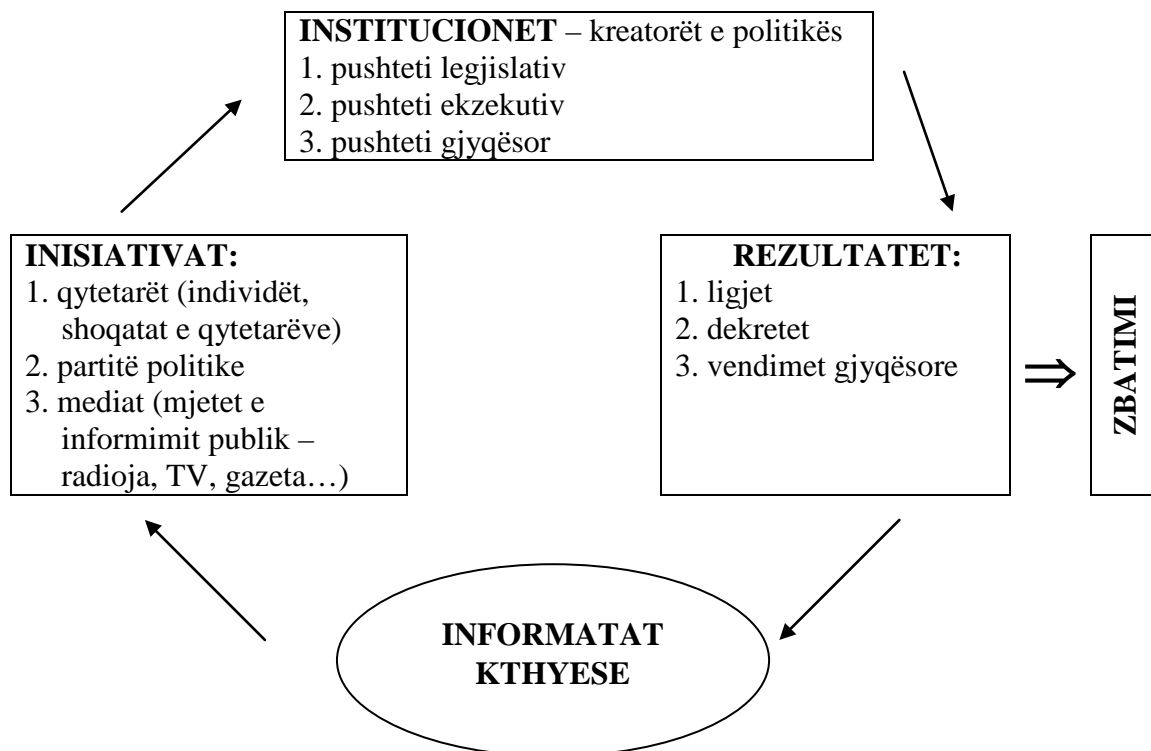 INSTITUCIONET – kreatorët e politikës
1. pushteti legjislativ
2. pushteti ekzekutiv
3. pushteti gjyqësor
INISIATIVAT:
1. qytetarët (individët,
shoqatat e qytetarëve)
2. partitë politike
3. mediat (mjetet e
informimit publik –
radioja, TV, gazeta…)
REZULTATET:
1. ligjet
2. dekretet
3. vendimet gjyqësore
ZBATIMI
INFORMATAT
KTHYESE